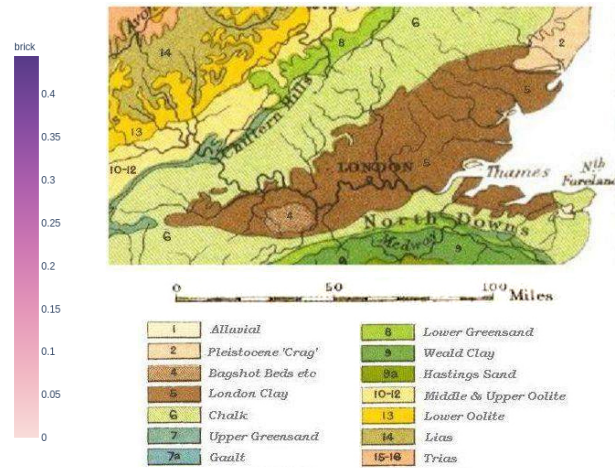 brick
0.4
0.35
0.3
0.25
0.2
0.15
0.1
0.05
0
14
8
6
2
5
13
Chiltern Hills
10-12
LONDON
5
Thames
Nth
Foreland
4
North Downs
6
Medway
8
9
0 50 100 Miles
1 Alluvial
2 Pleistocene 'Crag'
4 Bagshot Beds etc
5 London Clay
6 Chalk
7 Upper Greensand
7a Gault
8 Lower Greensand
9 Weald Clay
9a Hastings Sand
10-12 Middle & Upper Oolite
13 Lower Oolite
14 Lias
15-16 Trias